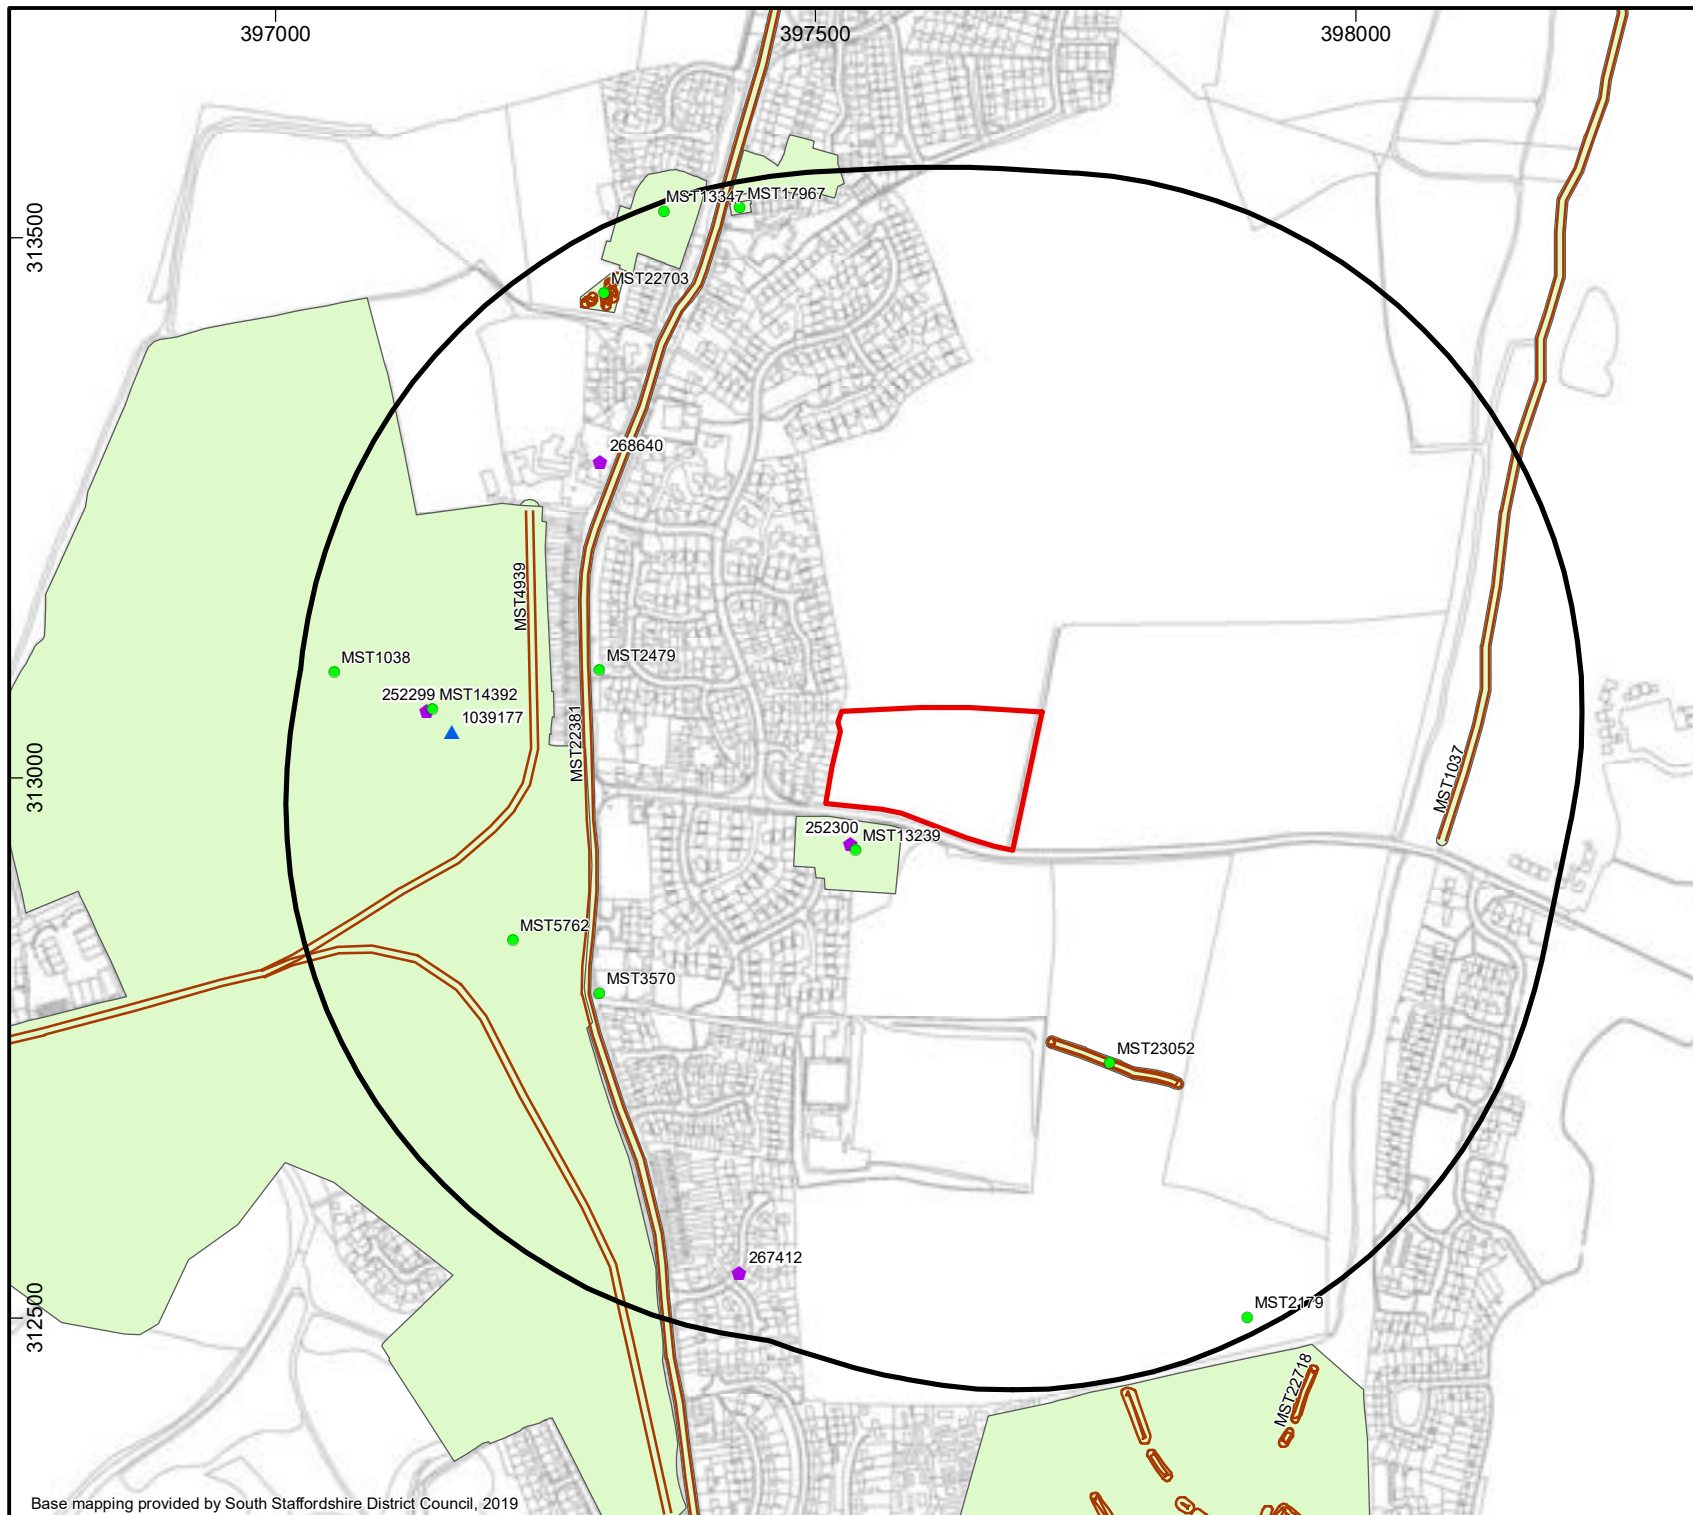 397000
397500
398000
313500
MST13347
MST17967
MST22703
268640
MST4939
MST1038
MST2479
252299
MST14392
1039177
MST22381
313000
MST1037
252300
MST13239
MST5762
MST3570
MST23052
267412
312500
MST2179
MST22718
Base mapping provided by South Staffordshire District Council, 2019